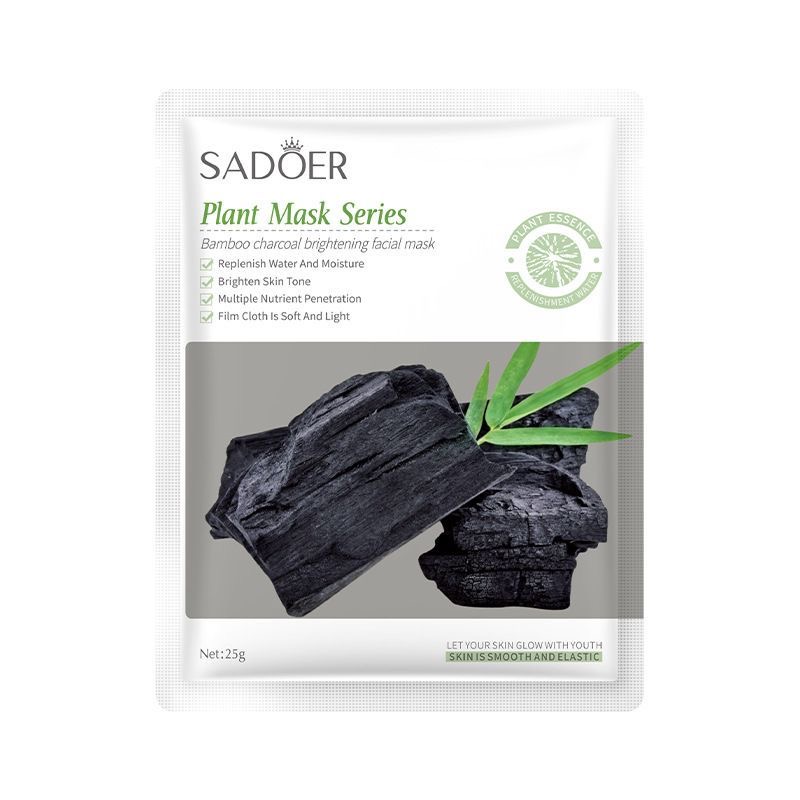 SADOER
Plant Mask Series
Bamboo charcoal brightening facial mask
Replenish Water And Moisture
Brighten Skin Tone
Multiple Nutrient Penetration
Film Cloth Is Soft And Light
PLANT ESSENCE
REPLENISHMENT WATER
Net:25g
LET YOUR SKIN GLOW WITH YOUTH
SKIN IS SMOOTH AND ELASTIC